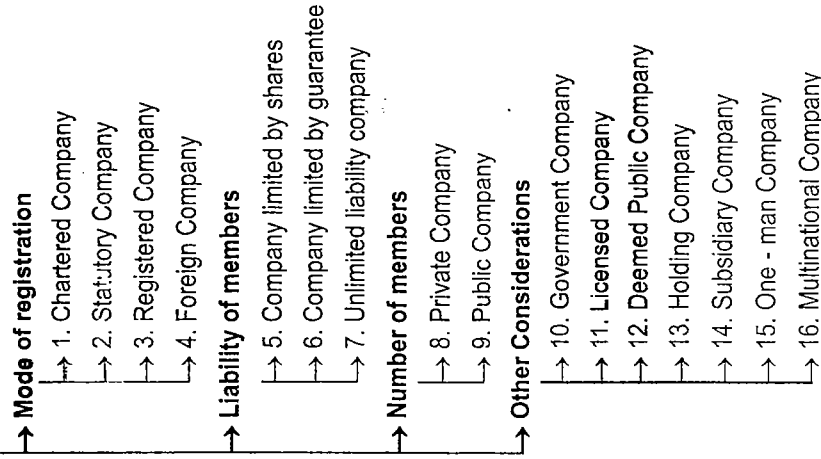 Mode of registration
1. Chartered Company
2. Statutory Company
3. Registered Company
4. Foreign Company
Liability of members
5. Company limited by shares
6. Company limited by guarantee
7. Unlimited liability company
Number of members
8. Private Company
9. Public Company
Other Considerations
10. Government Company
11. Licensed Company
12. Deemed Public Company
13. Holding Company
14. Subsidiary Company
15. One - man Company
16. Multinational Company